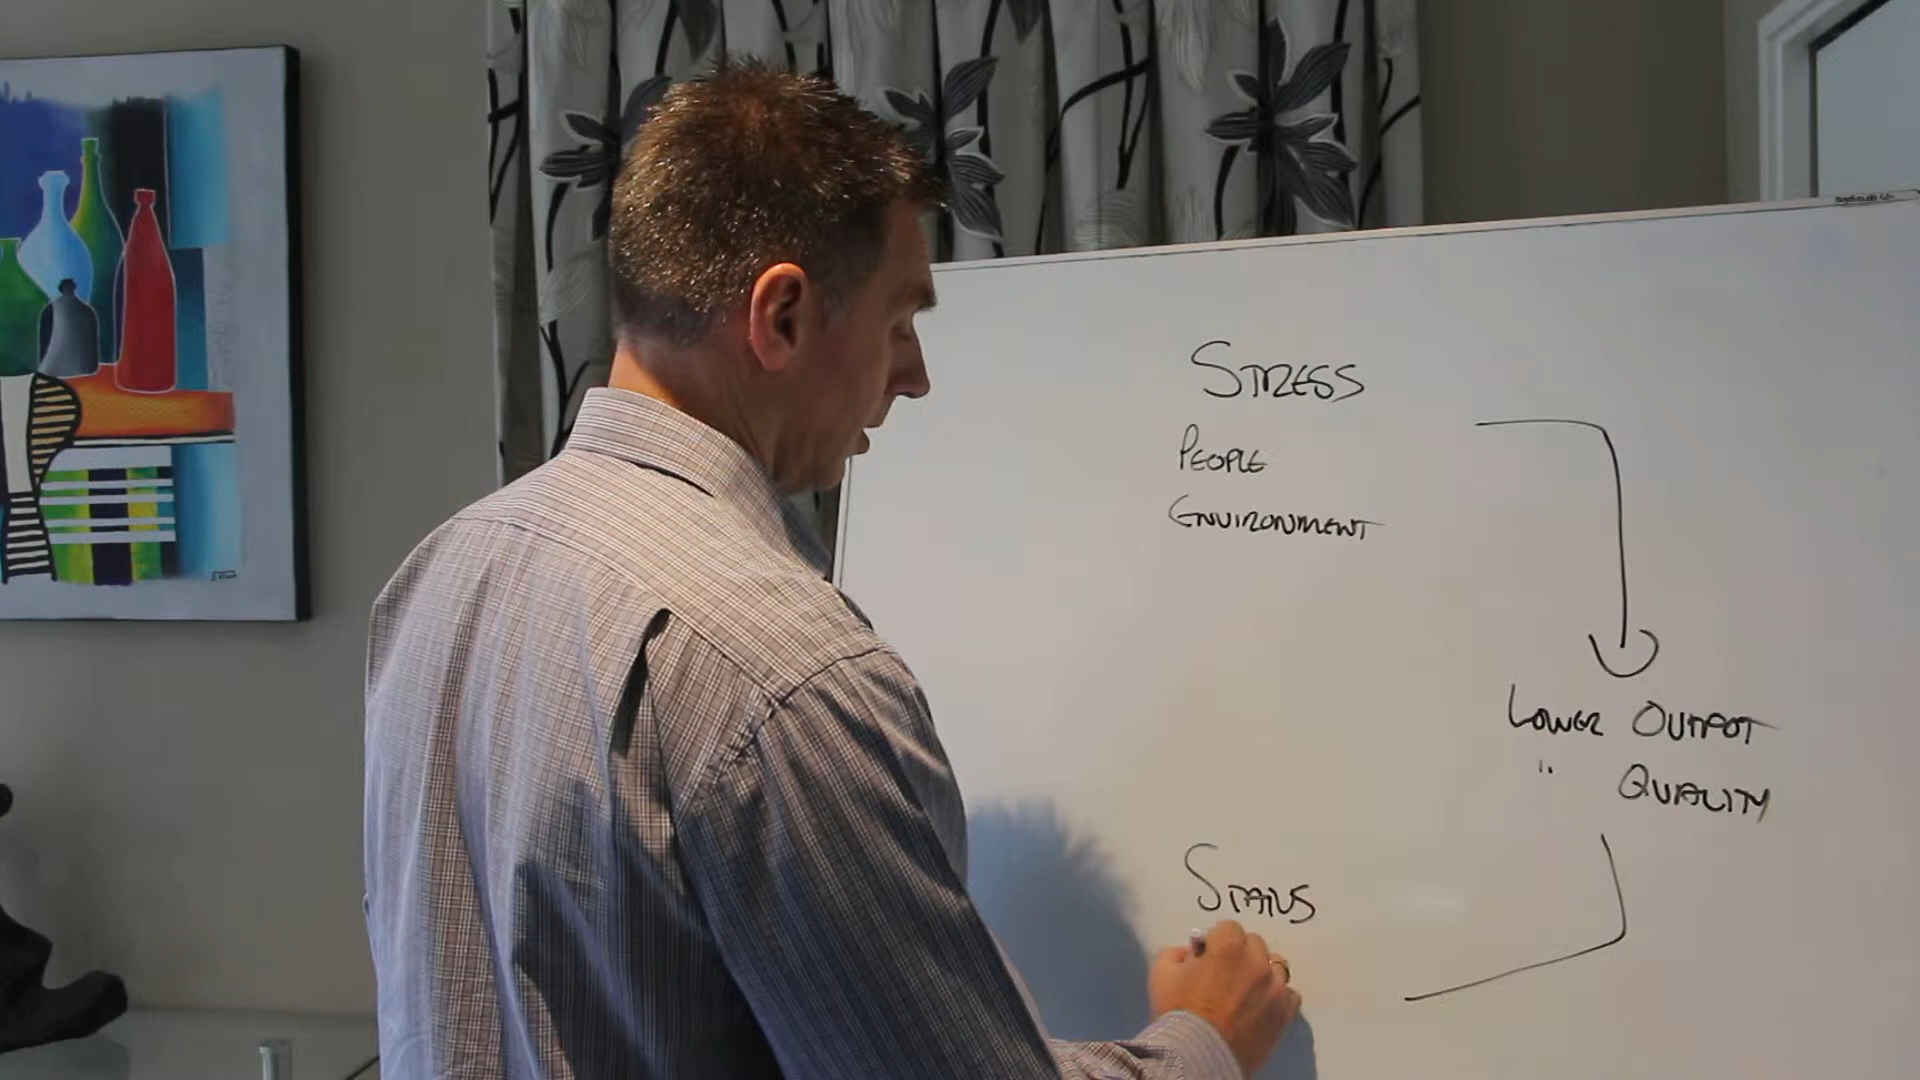 STRESS
PEOPLE
ENVIRONMENT
LOWER OUTPUT
" QUALITY
STATUS